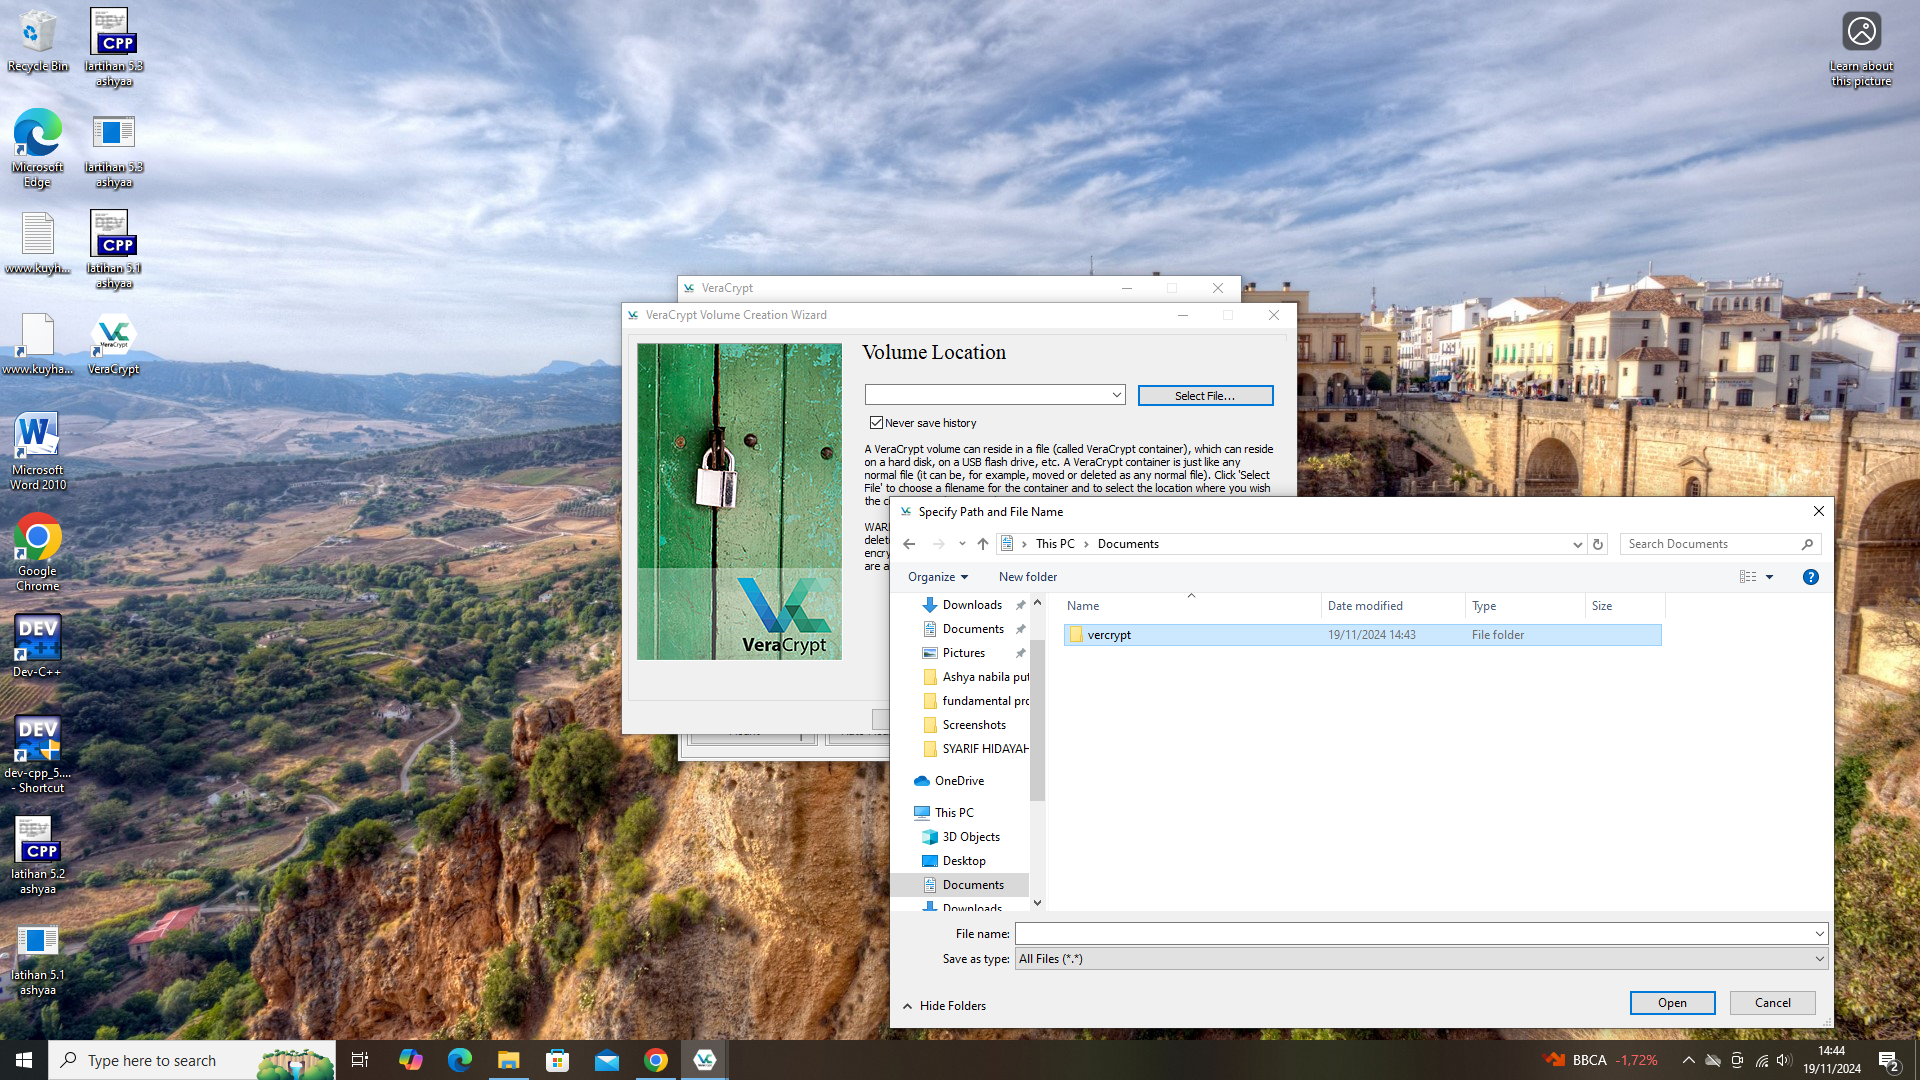 Recycle Bin
lartihan 5.3
ashyaa
Learn about
this picture
Microsoft
Edge
lartihan 5.3
ashyaa
www.kuyh...
latihan 5.1
ashyaa
www.kuyha...
VeraCrypt
Microsoft
Word 2010
Google
Chrome
Dev-C++
dev-cpp_5....
- Shortcut
latihan 5.2
ashyaa
latihan 5.1
ashyaa
VeraCrypt
VeraCrypt Volume Creation Wizard
Volume Location
Select File...
Never save history
A VeraCrypt volume can reside in a file (called VeraCrypt container), which can reside
on a hard disk, on a USB flash drive, etc. A VeraCrypt container is just like any
normal file (it can be, for example, moved or deleted as any normal file). Click 'Select
File' to choose a filename for the container and to select the location where you wish
the c
WAR
delet
encry
are a
VeraCrypt
Specify Path and File Name
This PC > Documents
Search Documents
Organize
New folder
Name
Date modified
Type
Size
vercrypt
19/11/2024 14:43
File folder
Downloads
Documents
Pictures
Ashya nabila put
fundamental pro
Screenshots
SYARIF HIDAYAH
OneDrive
This PC
3D Objects
Desktop
Documents
Downloads
File name:
Save as type: All Files (*.*)
Hide Folders
Open
Cancel
Type here to search
BBCA -1,72%
14:44
19/11/2024
2